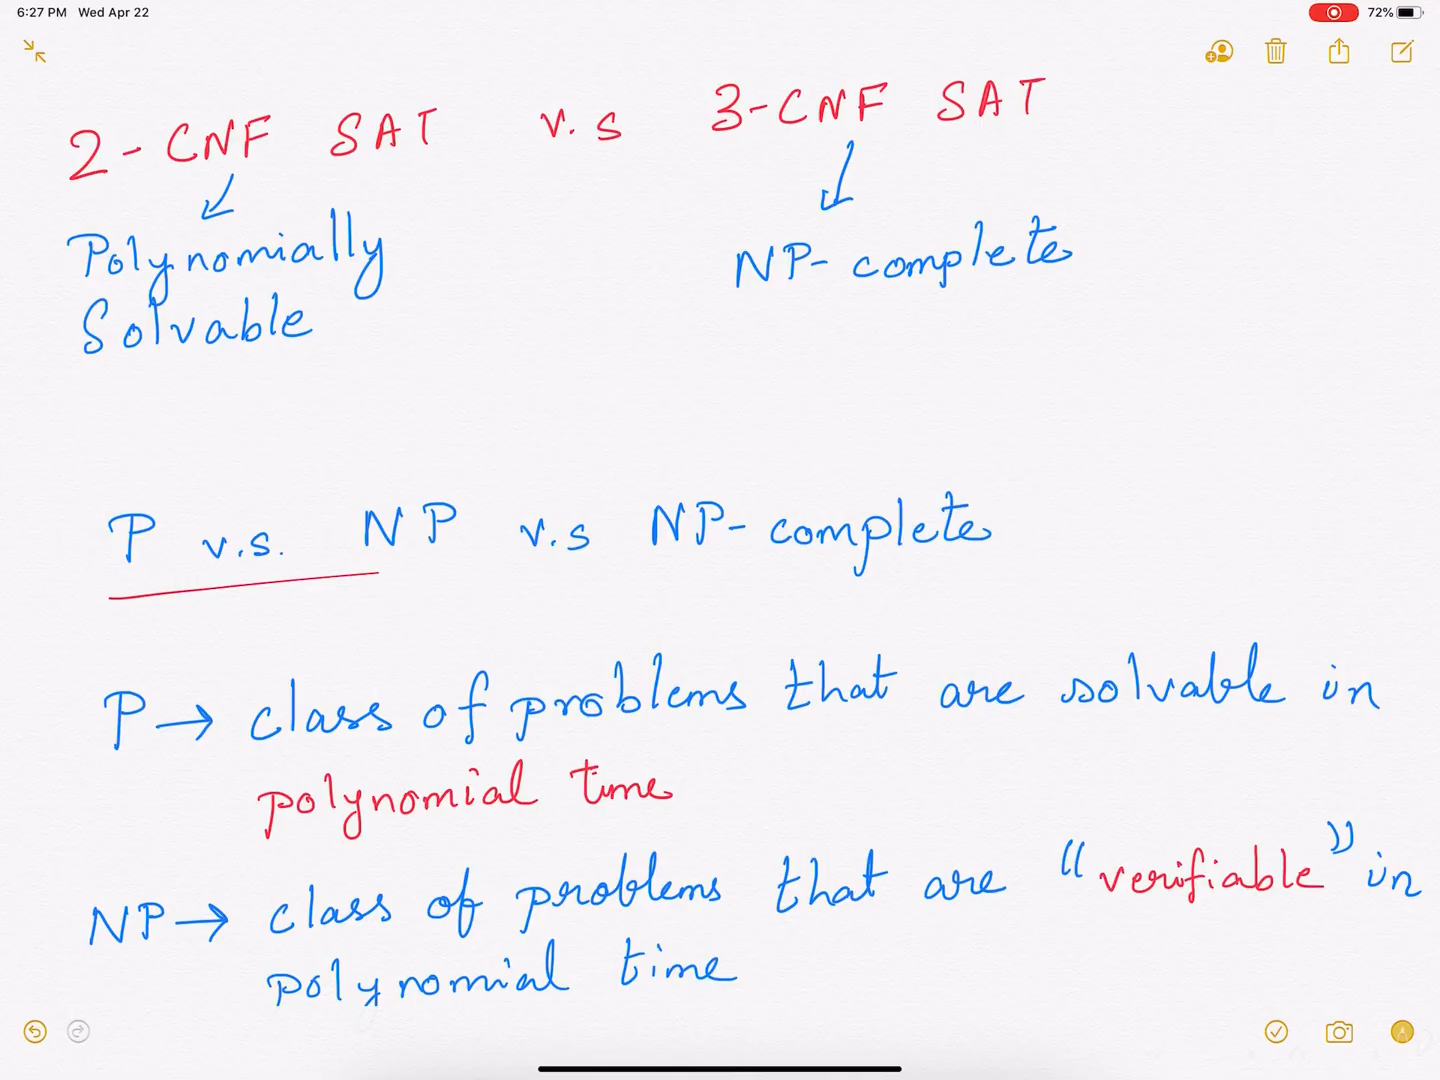 6:27 PM Wed Apr 22
72%
2-CNF SAT v.s 3-CNF SAT
Polynomially
Solvable
NP-complete
P v.s. NP v.s NP-complete
P→ class of problems that are solvable in
polynomial time
NP→ class of problems that are "verifiable" in
polynomial time